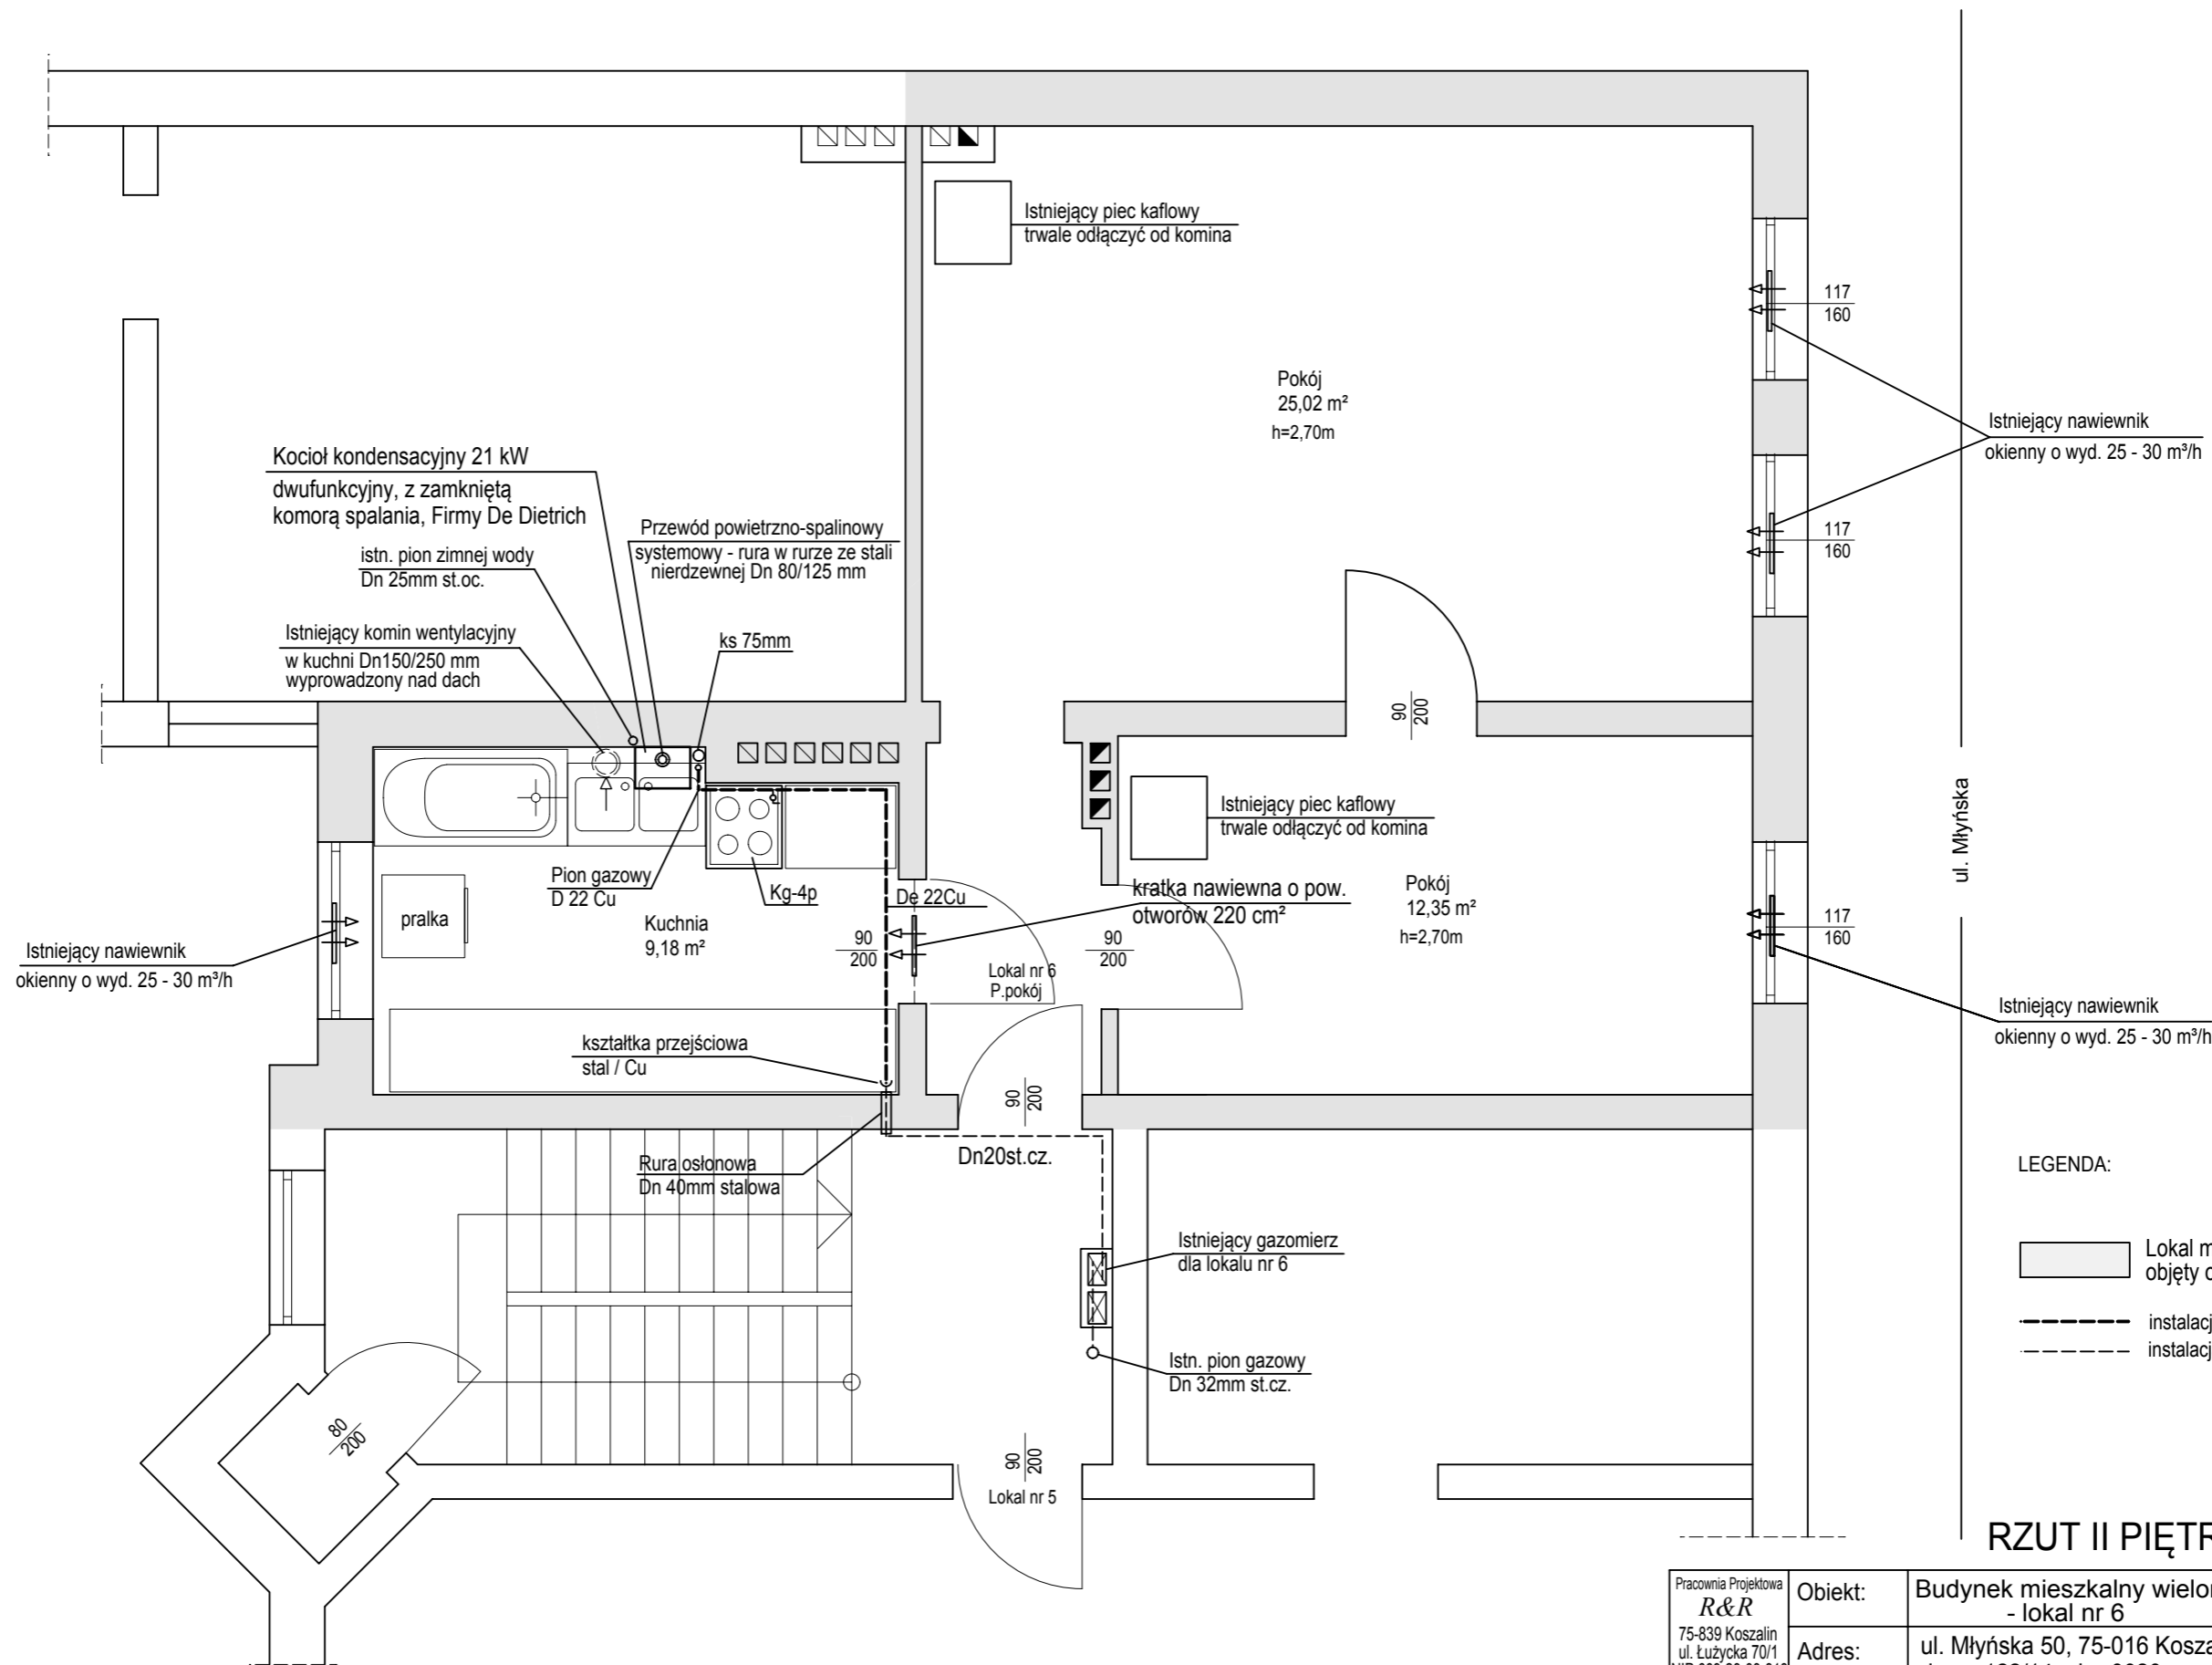 Istniejący piec kaflowy
trwale odłączyć od komina
117
160
Pokój
25,02 m²
h=2,70m
Istniejący nawiewnik
okienny o wyd. 25 - 30 m³/h
Kocioł kondensacyjny 21 kW
dwufunkcyjny, z zamkniętą
komorą spalania, Firmy De Dietrich
Przewód powietrzno-spalinowy
systemowy - rura w rurze ze stali
nierdzewnej Dn 80/125 mm
117
160
istn. pion zimnej wody
Dn 25mm st.oc.
Istniejący komin wentylacyjny
w kuchni Dn150/250 mm
wyprowadzony nad dach
ks 75mm
90
200
Istniejący piec kaflowy
trwale odłączyć od komina
ul. Młyńska
Pion gazowy
D 22 Cu
Kg-4p
De 22Cu
kratka nawiewna o pow.
otworów 220 cm²
Pokój
12,35 m²
h=2,70m
pralka
Kuchnia
9,18 m²
90
200
90
200
117
160
Istniejący nawiewnik
okienny o wyd. 25 - 30 m³/h
Lokal nr 6
P.pokój
Istniejący nawiewnik
okienny o wyd. 25 - 30 m³/h
kształtka przejściowa
stal / Cu
90
200
Rura osłonowa
Dn 40mm stalowa
Dn20st.cz.
LEGENDA:
Istniejący gazomierz
dla lokalu nr 6
Lokal
objęty
Istn. pion gazowy
Dn 32mm st.cz.
80
200
90
200
Lokal nr 5
RZUT II
Pracownia Projektowa
R&R
75-839 Koszalin
ul. Łużycka 70/1
Obiekt:
Budynek mieszkalny
- lokal nr 6
Adres:
ul. Młyńska 50, 75-016